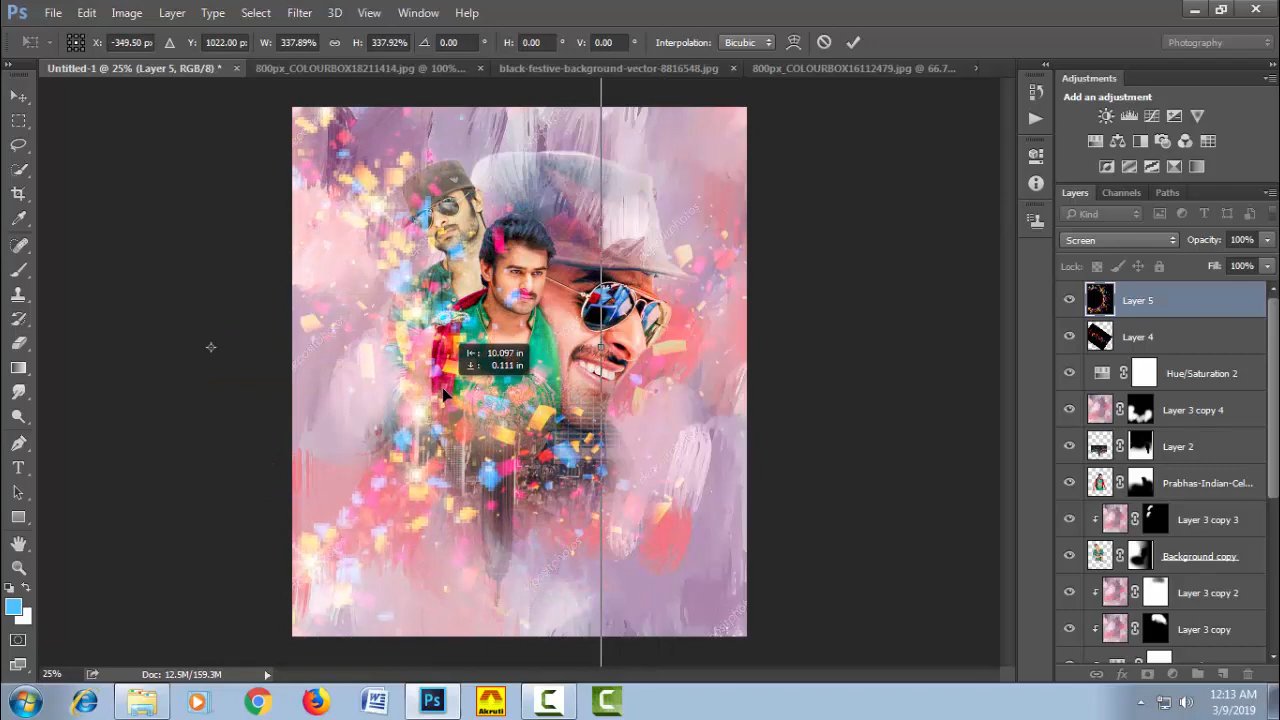 Ps File Edit Image Layer Type Select Filter 3D View Window Help
X: -349.50 px Y: 1022.00 px W: 337.89% H: 337.92% 0.00 ° H: 0.00 ° V: 0.00 ° Interpolation: Bicubic Photography
Untitled-1 @ 25% (Layer 5, RGB/8) * × 800px_COLOURBOX18211414.jpg @ 100%... × black-festive-background-vector-8816548.jpg × 800px_COLOURBOX16112479.jpg @ 66.7...
Adjustments
Add an adjustment
Layers Channels Paths
Kind
Screen Opacity: 100%
Lock: Fill: 100%
Layer 5
Layer 4
Hue/Saturation 2
Layer 3 copy 4
Layer 2
Prabhas-Indian-Cel...
Layer 3 copy 3
Background copy
Layer 3 copy 2
Layer 3 copy
10.097 in
0.111 in
25% Doc: 12.5M/159.3M
Ps Akruti
12:13 AM
3/9/2019